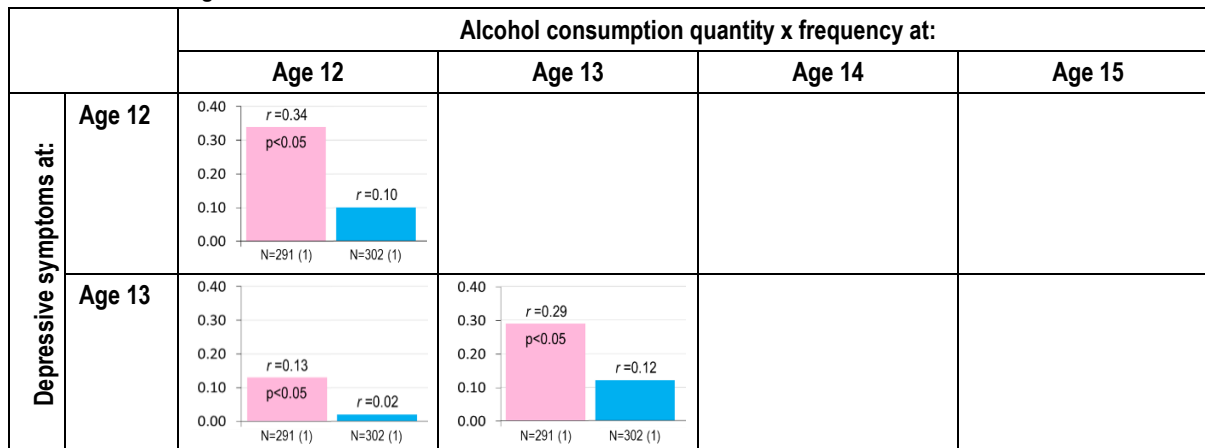 Alcohol consumption quantity x frequency at:
Age 12 Age 13 Age 14 Age 15
Depressive symptoms at:
Age 12
0.40
0.30
0.20
0.10
0.00
r =0.34
p<0.05
r =0.10
N=291 (1) N=302 (1)
Age 13
0.40
0.30
0.20
0.10
0.00
r =0.13
p<0.05
r =0.02
N=291 (1) N=302 (1)
0.40
0.30
0.20
0.10
0.00
r =0.29
p<0.05
r =0.12
N=291 (1) N=302 (1)